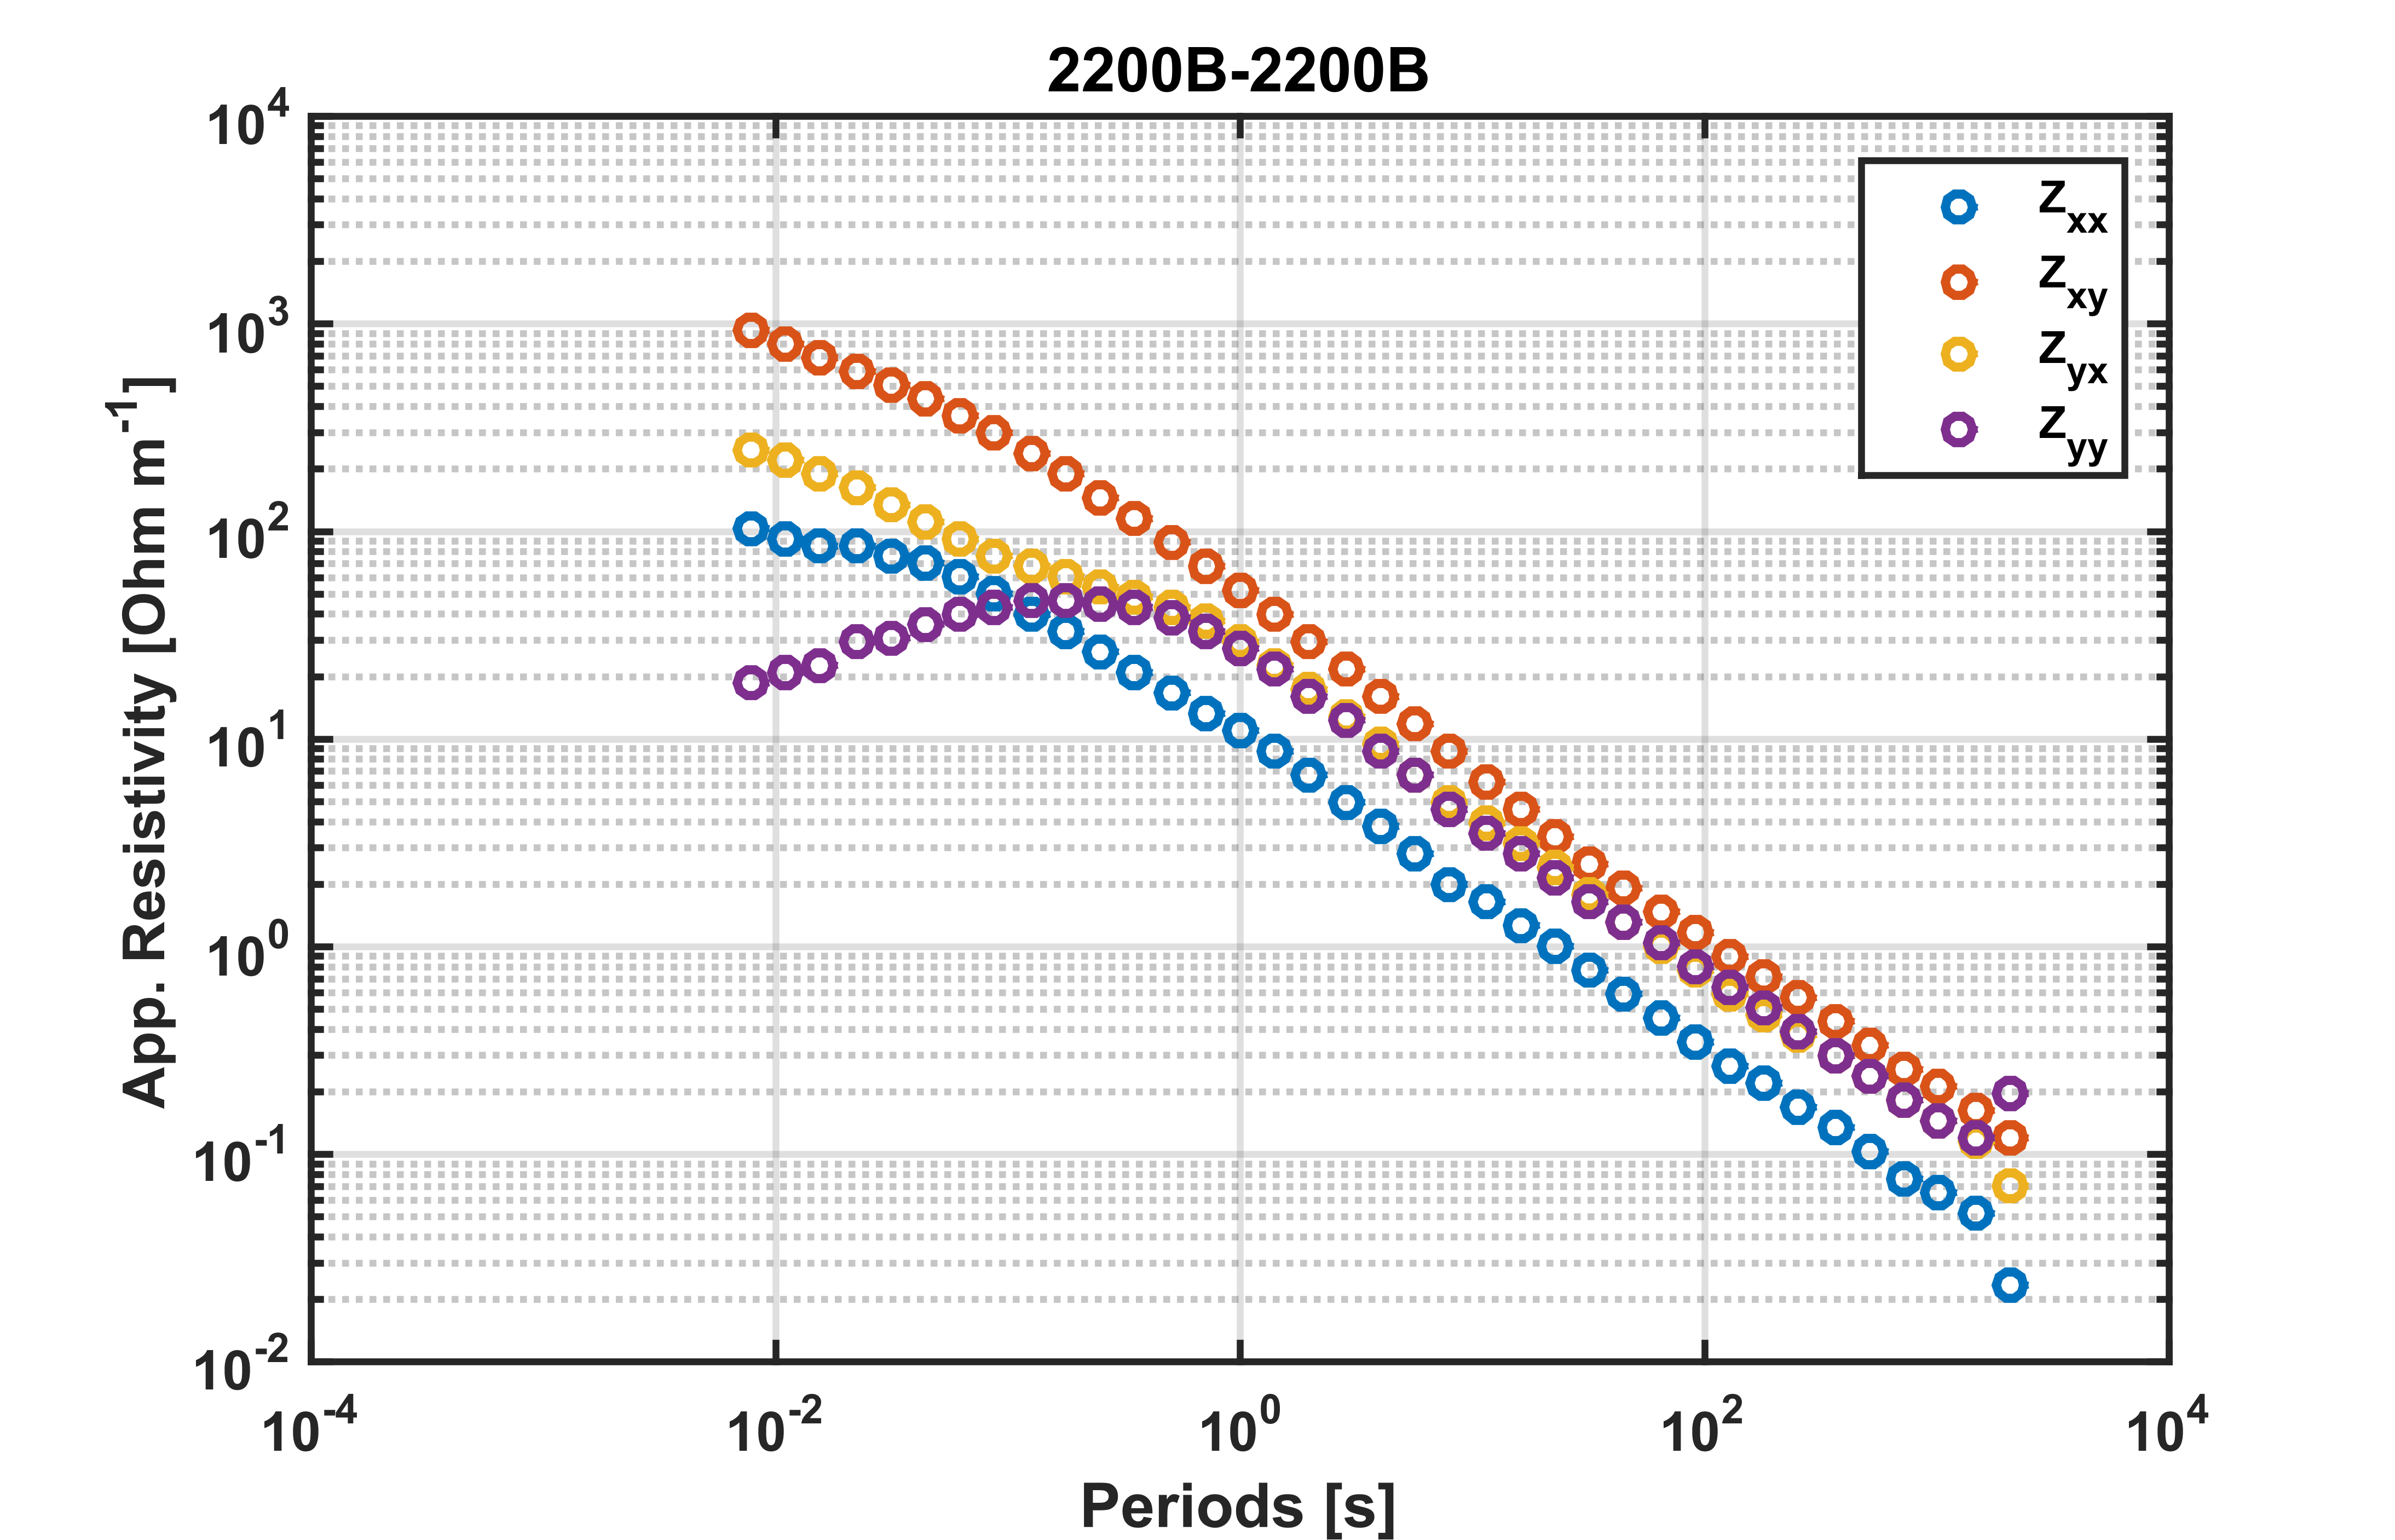 2200B-2200B
10^4
10^3
10^2
10^1
10^0
10^-1
10^-2
App. Resistivity [Ohm m^-1]
Z_xx
Z_xy
Z_yx
Z_yy
10^-4 10^-2 10^0 10^2 10^4
Periods [s]